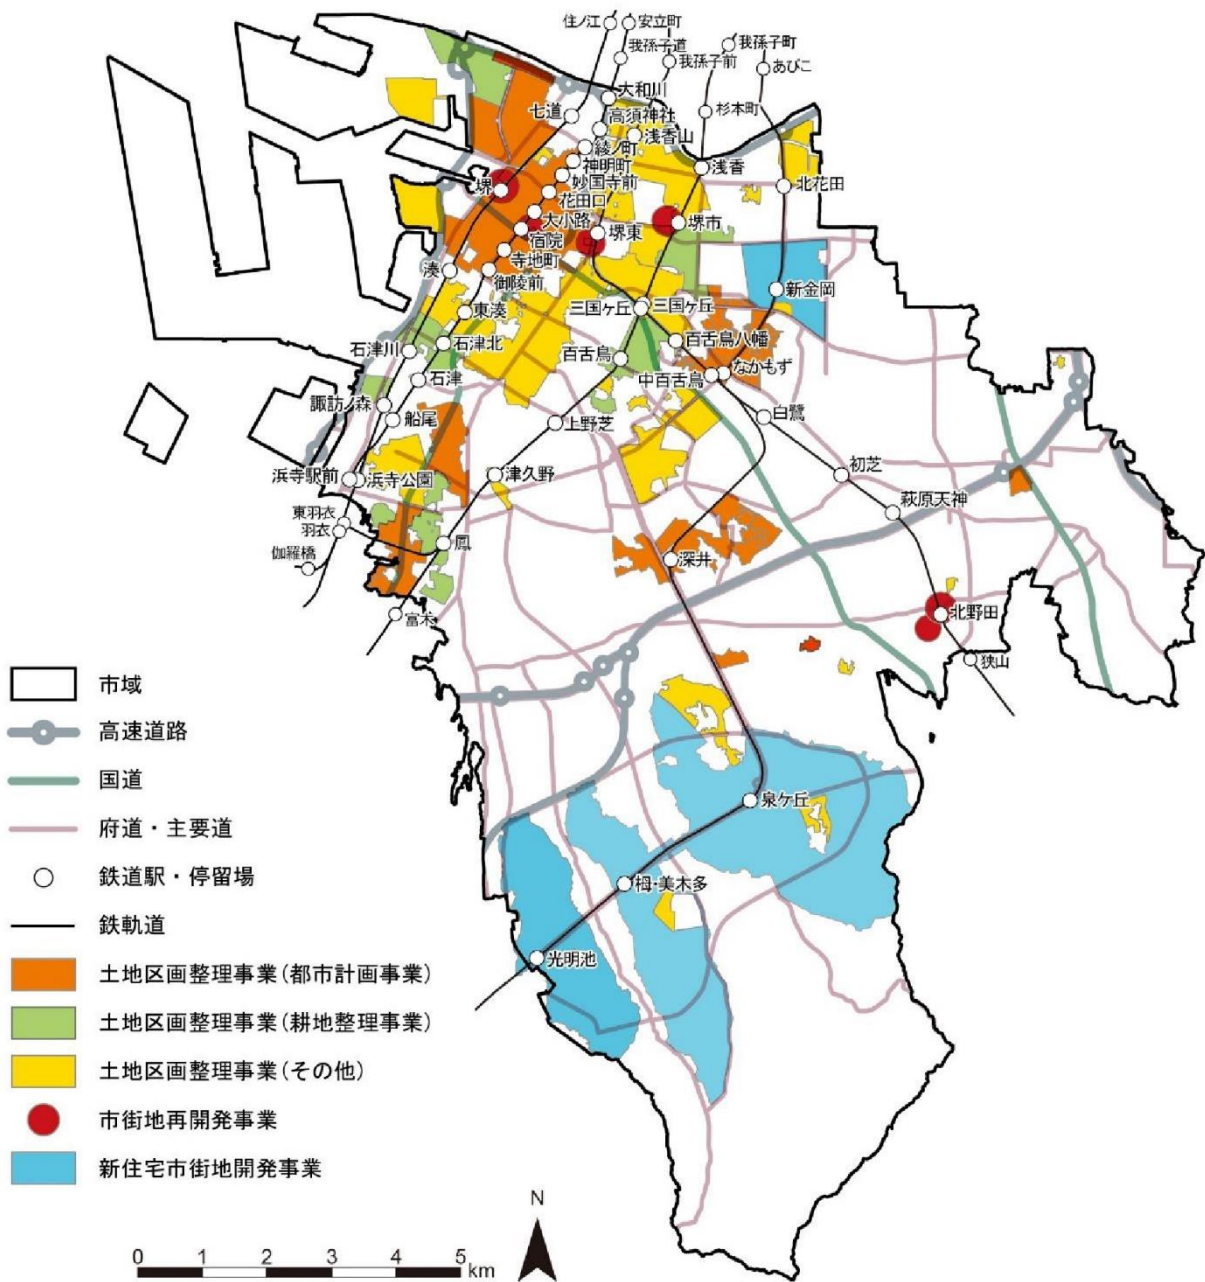 住ノ江
安立町
我孫子道
我孫子前
我孫子町
あびこ
大和川
七道
高須神社
浅香山
杉本町
綾ノ町
神明町
浅香
妙国寺前
北花田
堺
花田口
大小路
堺市
宿院
堺東
寺地町
湊
御陵前
新金岡
三国ケ丘
三国ケ丘
東湊
石津川
石津北
百舌鳥
百舌鳥八幡
石津
中百舌鳥
なかもず
諏訪ノ森
船尾
上野芝
白鷺
浜寺駅前
浜寺公園
津久野
初芝
東羽衣
羽衣
萩原天神
伽羅橋
鳳
深井
富木
北野田
狭山
泉ケ丘
栂・美木多
光明池
市域
高速道路
国道
府道・主要道
鉄道駅・停留場
鉄軌道
土地区画整理事業(都市計画事業)
土地区画整理事業(耕地整理事業)
土地区画整理事業(その他)
市街地再開発事業
新住宅市街地開発事業
N
0 1 2 3 4 5
km